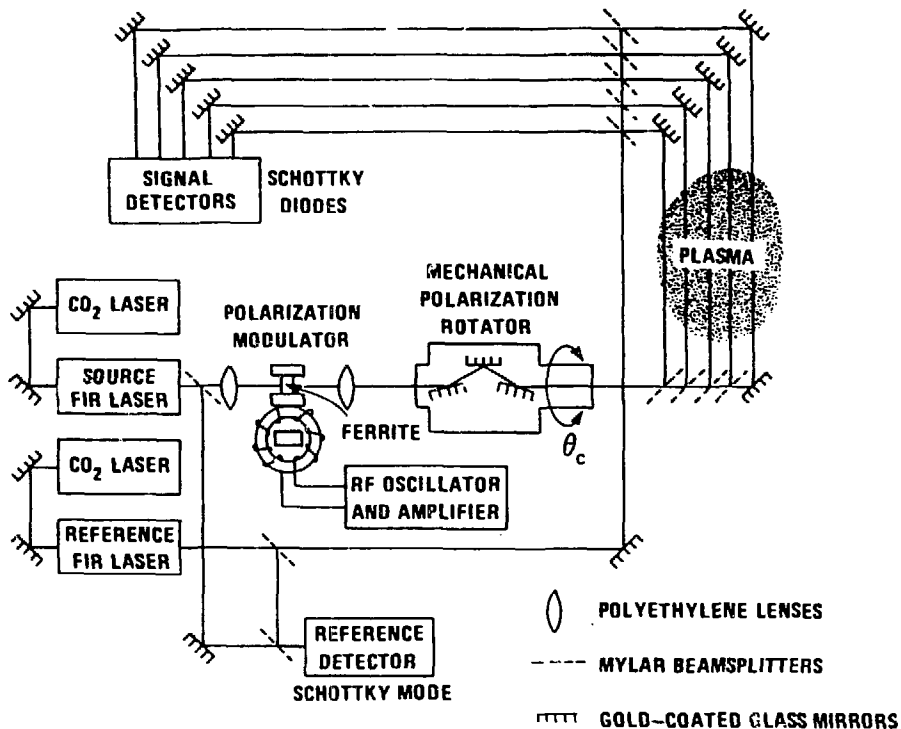 SIGNAL
DETECTORS
SCHOTTKY
DIODES
PLASMA
MECHANICAL
POLARIZATION
ROTATOR
CO2 LASER
POLARIZATION
MODULATOR
SOURCE
FIR LASER
FERRITE
θc
CO2 LASER
RF OSCILLATOR
AND AMPLIFIER
REFERENCE
FIR LASER
REFERENCE
DETECTOR
SCHOTTKY MODE
POLYETHYLENE LENSES
MYLAR BEAMSPLITTERS
GOLD-COATED GLASS MIRRORS